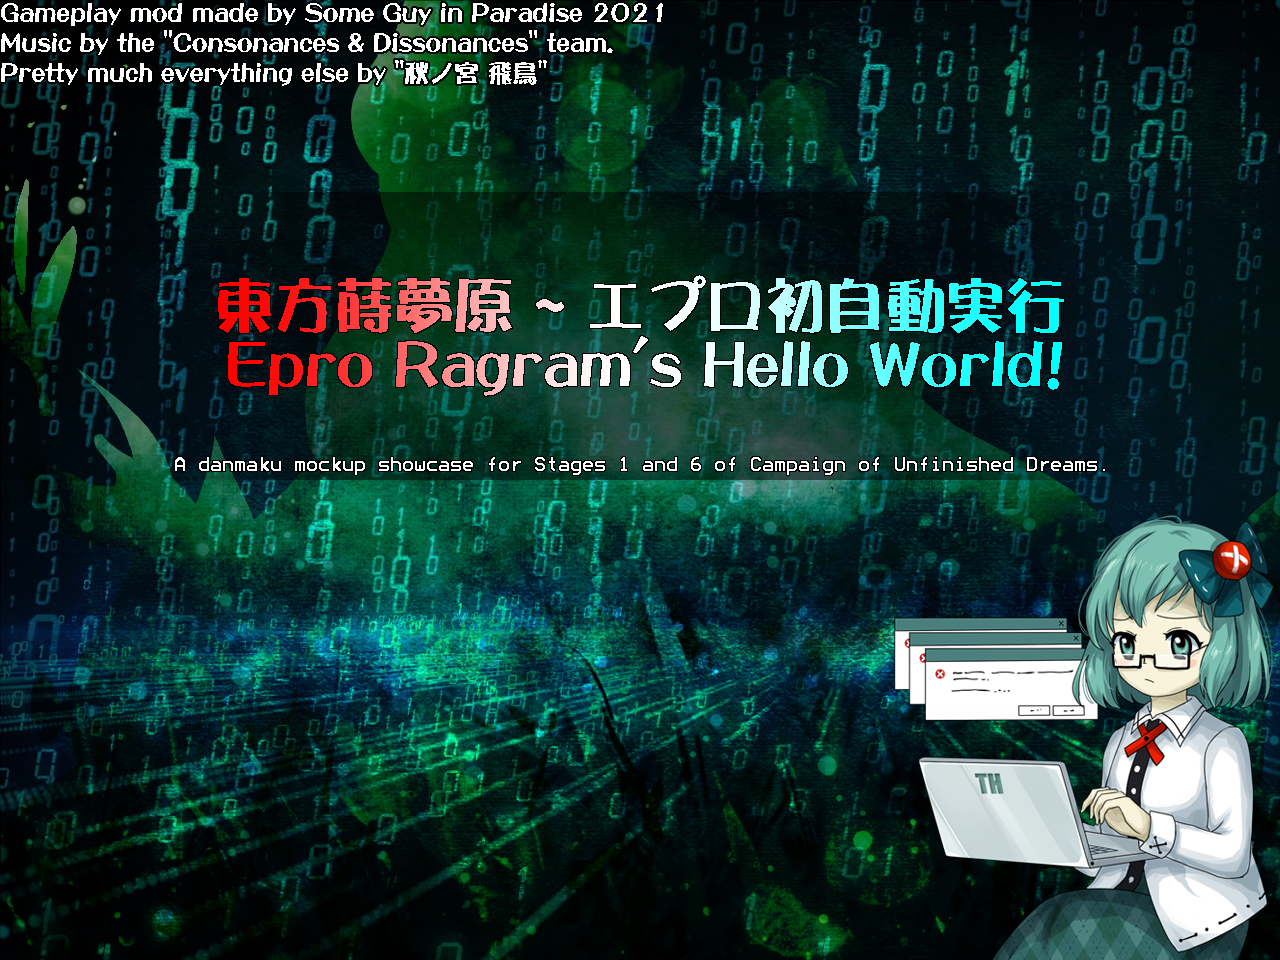 Gameplay mod made by Some Guy in Paradise 2021
Music by the "Consonances & Dissonances" team.
Pretty much everything else by "秋ノ宮 飛鳥"
東方蒔夢原 ~ エプロ初自動実行
Epro Ragram's Hello World!
A danmaku mockup showcase for Stages 1 and 6 of Campaign of Unfinished Dreams.
TH